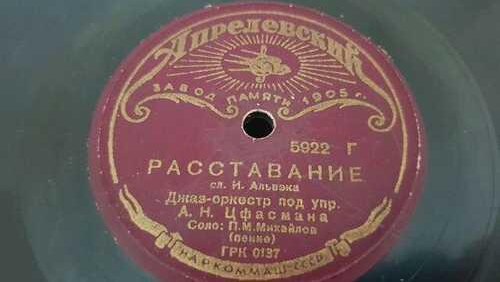 Апрелевский
ЗАВОД ПАМЯТИ 1905 г.
5922 Г
РАССТАВАНИЕ
сл. И. Альвэка
Джаз-оркестр под упр.
А. Н. Цфасмана
Соло: П.М.Михайлов
(пение)
ГРК 0137
НАРКОММАШ-СССР